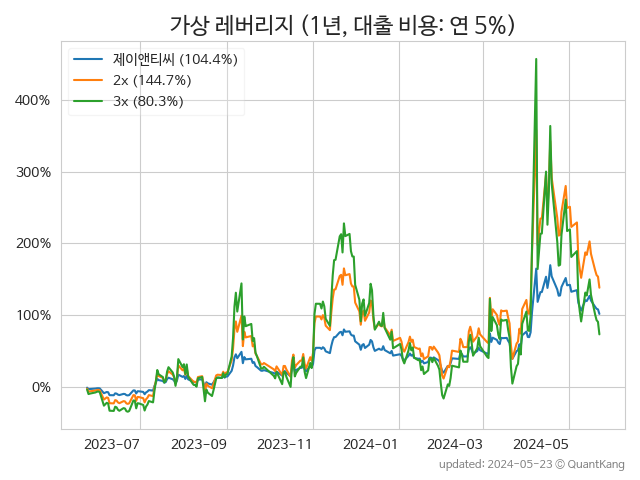 가상 레버리지 (1년, 대출 비용: 연 5%)
제이앤티씨 (104.4%)
2x (144.7%)
3x (80.3%)
400%
300%
200%
100%
0%
2023-07 2023-09 2023-11 2024-01 2024-03 2024-05
updated: 2024-05-23 © QuantKang